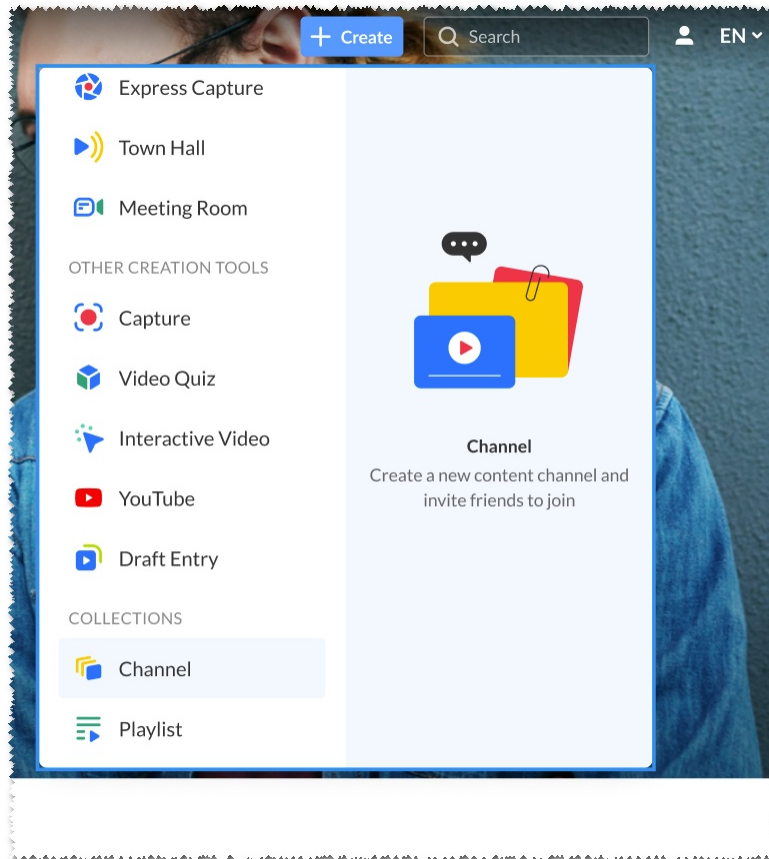 Create
Search
EN
Express Capture
Town Hall
Meeting Room
OTHER CREATION TOOLS
Capture
Video Quiz
Interactive Video
YouTube
Draft Entry
COLLECTIONS
Channel
Playlist
Channel
Create a new content channel and
invite friends to join